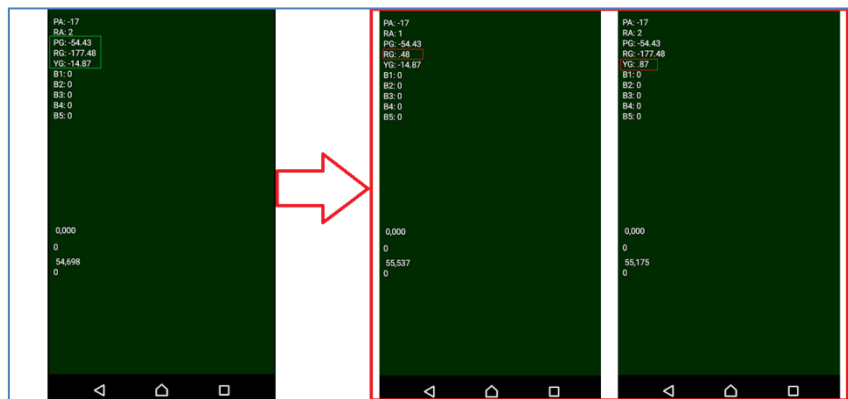 PA: -17
RA: 2
PG: -54.43
RG: -177.48
YG: -14.87
B1: 0
B2: 0
B3: 0
B4: 0
B5: 0
0,000
0
54,698
0
PA: -17
RA: 1
PG: -54.43
RG: .48
YG: -14.87
B1: 0
B2: 0
B3: 0
B4: 0
B5: 0
0,000
0
55,537
0
PA: -17
RA: 2
PG: -54.43
RG: -177.48
YG: .87
B1: 0
B2: 0
B3: 0
B4: 0
B5: 0
0,000
0
55,175
0